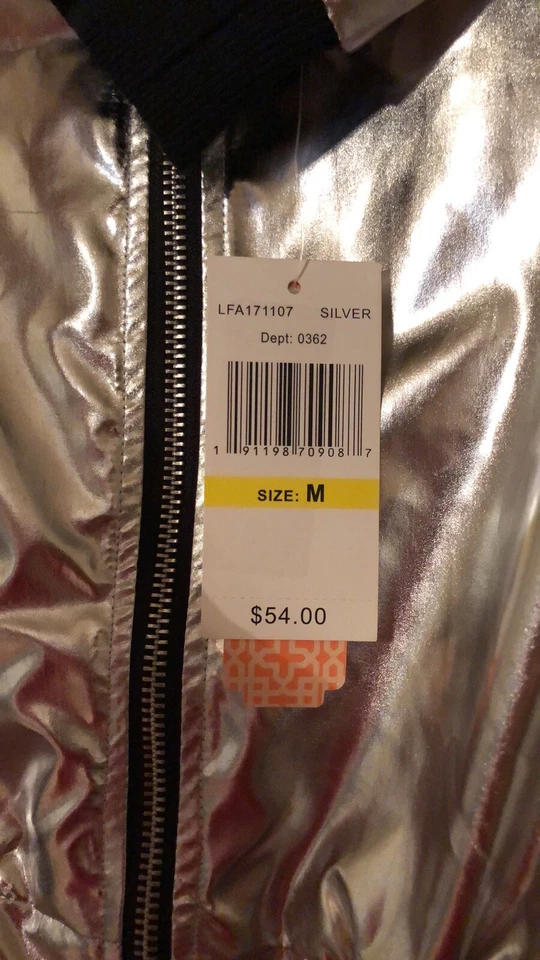 LFA171107 SILVER
Dept: 0362
1 91198 70908 7
SIZE: M
$54.00